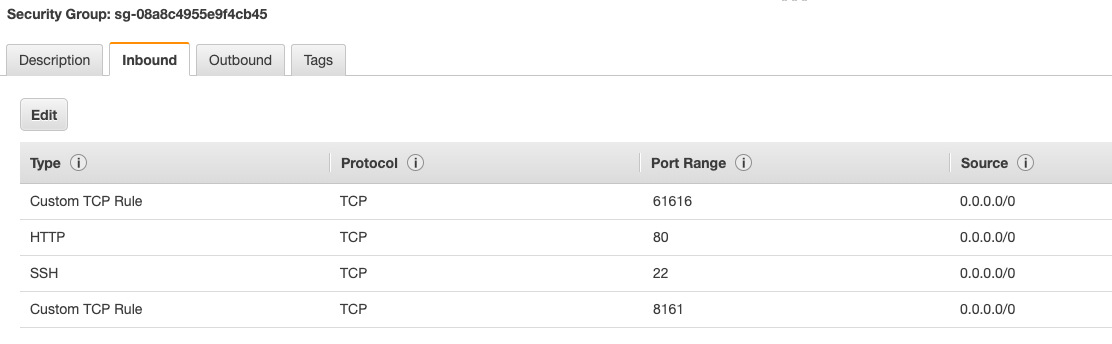 Security Group: sg-08a8c4955e9f4cb45
Description Inbound Outbound Tags
Edit
Type i Protocol i Port Range i Source i
Custom TCP Rule TCP 61616 0.0.0.0/0
HTTP TCP 80 0.0.0.0/0
SSH TCP 22 0.0.0.0/0
Custom TCP Rule TCP 8161 0.0.0.0/0